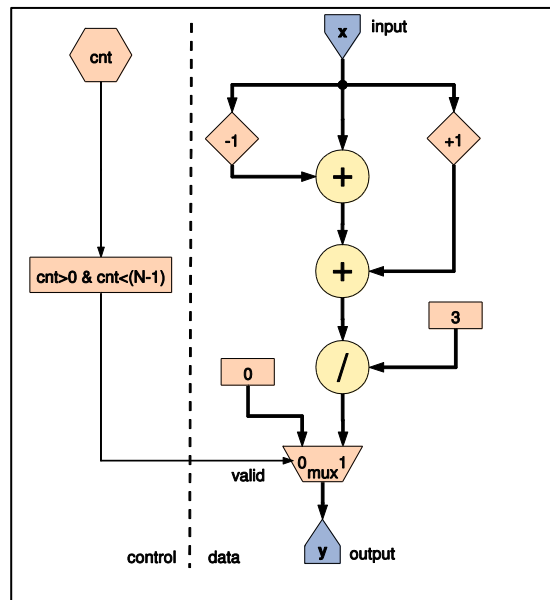 x input
cnt
-1
+1
+
+
cnt>0 & cnt<(N-1)
3
0
/
0 1
mux
valid
control data
y output